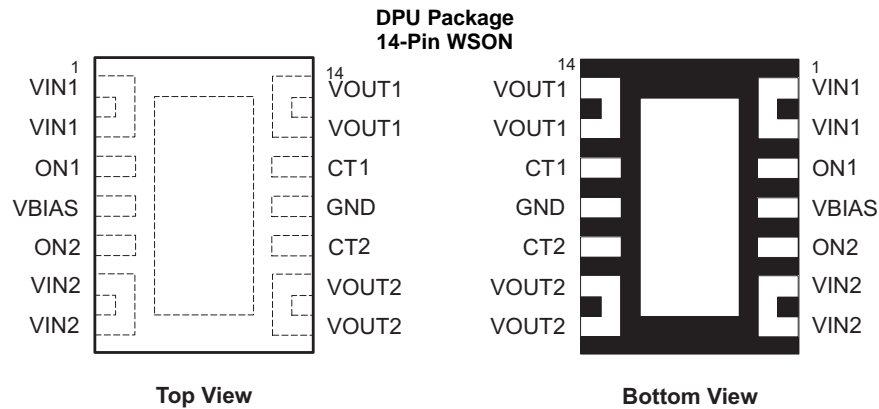 DPU Package
14-Pin WSON
1
14
VIN1
VOUT1
VIN1
VOUT1
ON1
CT1
VBIAS
GND
ON2
CT2
VIN2
VOUT2
VIN2
VOUT2
Top View
14
1
VOUT1
VIN1
VOUT1
VIN1
CT1
ON1
GND
VBIAS
CT2
ON2
VOUT2
VIN2
VOUT2
VIN2
Bottom View